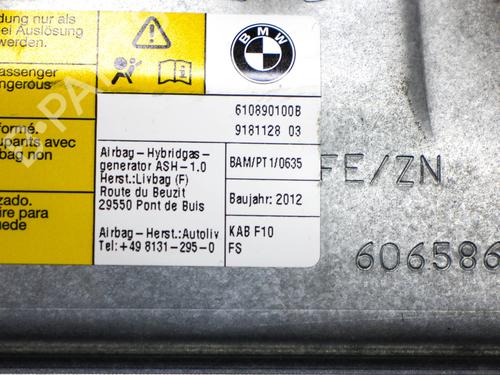 dung nur als
ei Auslösung
werden.
assenger
dangerous
formé.
cupants avec
bag non
zado.
ire para
uede
BMW
610890100B
9181128 03
Airbag-Hybridgas-
generator ASH-1.0
Herst.:Livbag (F)
Route du Beuzit
29550 Pont de Buis
BAM/PT1/0635
Baujahr: 2012
Airbag-Herst.:Autoliv
Tel:+49 8131-295-0
KAB F10
FS
FE/ZN
606586